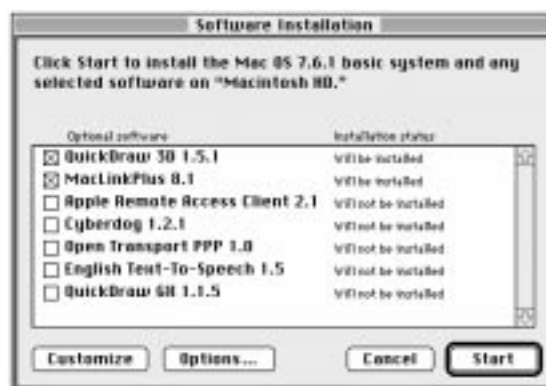 Software Installation
Click Start to install the Mac OS 7.6.1 basic system and any
selected software on "Macintosh HD."
Optional software Installation status
QuickDraw 3D 1.5.1 Will be installed
MacLinkPlus 8.1 Will be installed
Apple Remote Access Client 2.1 Will not be installed
Cyberdog 1.2.1 Will not be installed
Open Transport PPP 1.0 Will not be installed
English Text-To-Speech 1.5 Will not be installed
QuickDraw GX 1.1.5 Will not be installed
Customize Options... Cancel Start